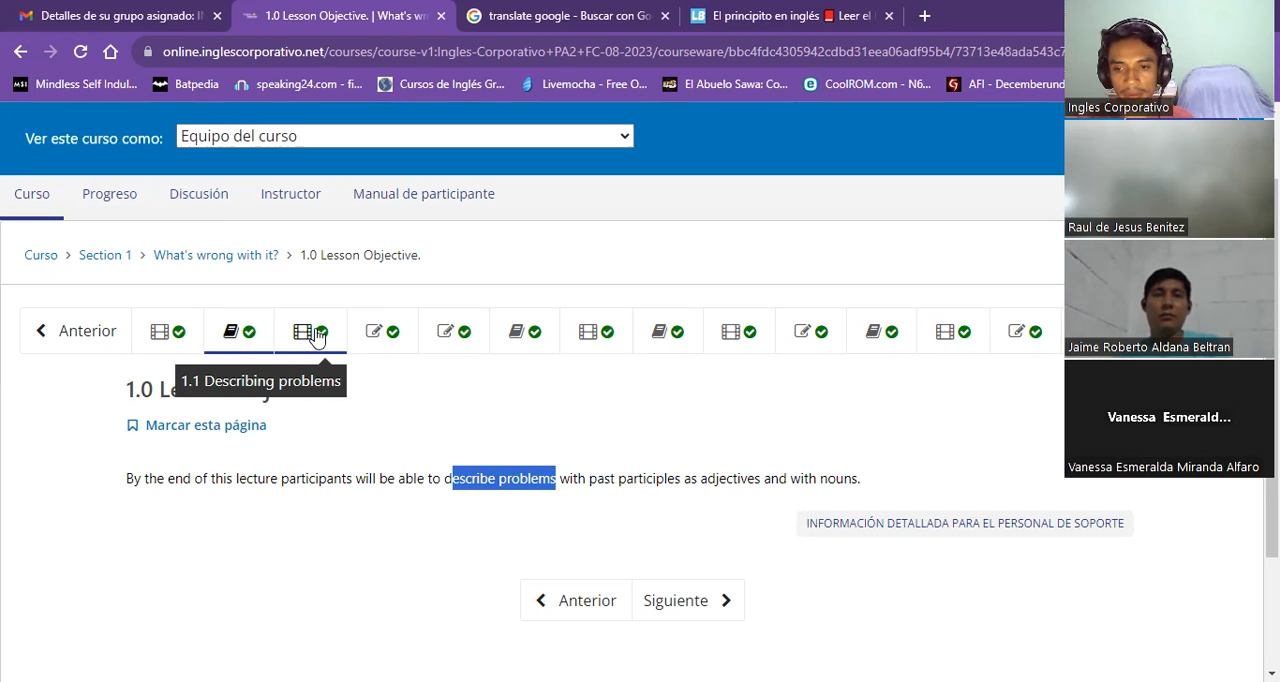 Detalles de su grupo asignado: I
1.0 Lesson Objective. | What's wr
translate google - Buscar con Go
El principito en inglés Leer el
online.inglescorporativo.net/courses/course-v1:Ingles-Corporativo+PA2+FC-08-2023/courseware/bbc4fdc4305942cdbd31eea06adf95b4/73713e48ada543c7
Mindless Self Indul...
Batpedia
speaking24.com - fi...
Cursos de Inglés Gr...
Livemocha - Free O...
El Abuelo Sawa: Co...
CoolROM.com - N6...
AFI - Decemberund
Ingles Corporativo
Ver este curso como:
Equipo del curso
Curso
Progreso
Discusión
Instructor
Manual de participante
Raul de Jesus Benitez
Curso > Section 1 > What's wrong with it? > 1.0 Lesson Objective.
Anterior
Jaime Roberto Aldana Beltran
1.1 Describing problems
1.0 Le
Marcar esta página
Vanessa Esmerald...
Vanessa Esmeralda Miranda Alfaro
By the end of this lecture participants will be able to describe problems with past participles as adjectives and with nouns.
INFORMACIÓN DETALLADA PARA EL PERSONAL DE SOPORTE
Anterior
Siguiente